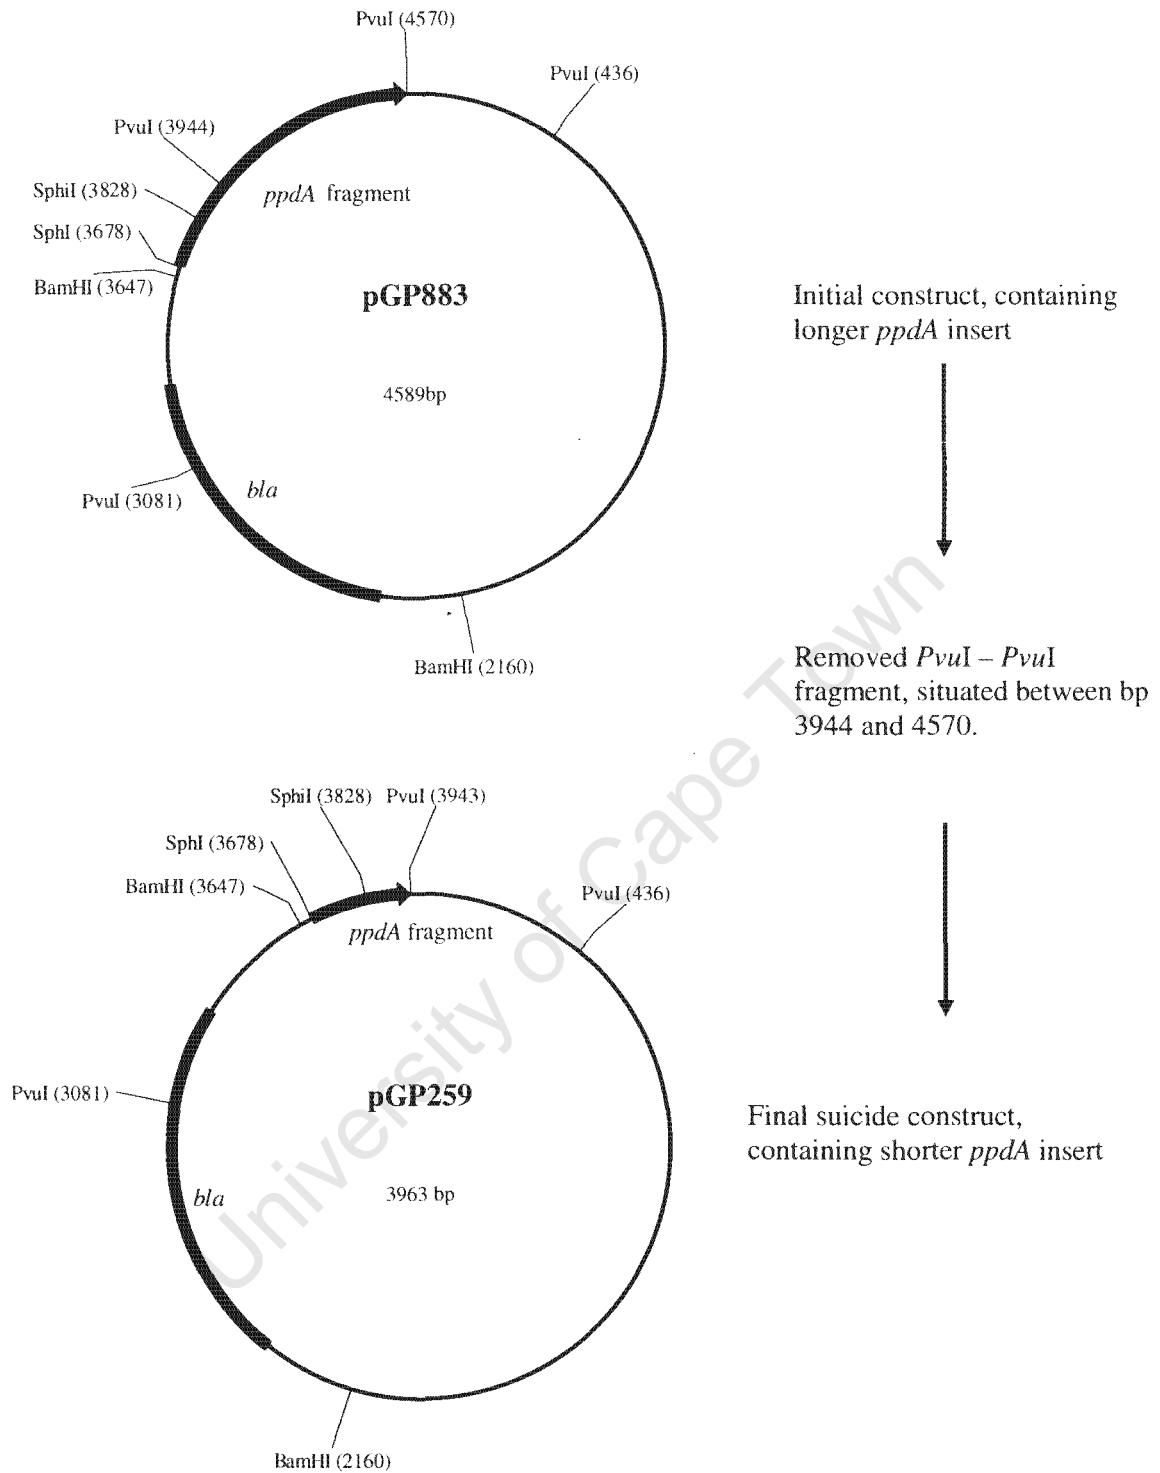 PvuI (4570)
PvuI (436)
PvuI (3944)
SphiI (3828)
ppdA fragment
SphI (3678)
BamHI (3647)
pGP883
4589bp
bla
PvuI (3081)
BamHI (2160)
Initial construct, containing
longer ppdA insert
Removed PvuI – PvuI
fragment, situated between bp
3944 and 4570.
SphiI (3828)
PvuI (3943)
SphI (3678)
BamHI (3647)
PvuI (436)
ppdA fragment
PvuI (3081)
pGP259
3963 bp
bla
BamHI (2160)
Final suicide construct,
containing shorter ppdA insert
University of Cape Town